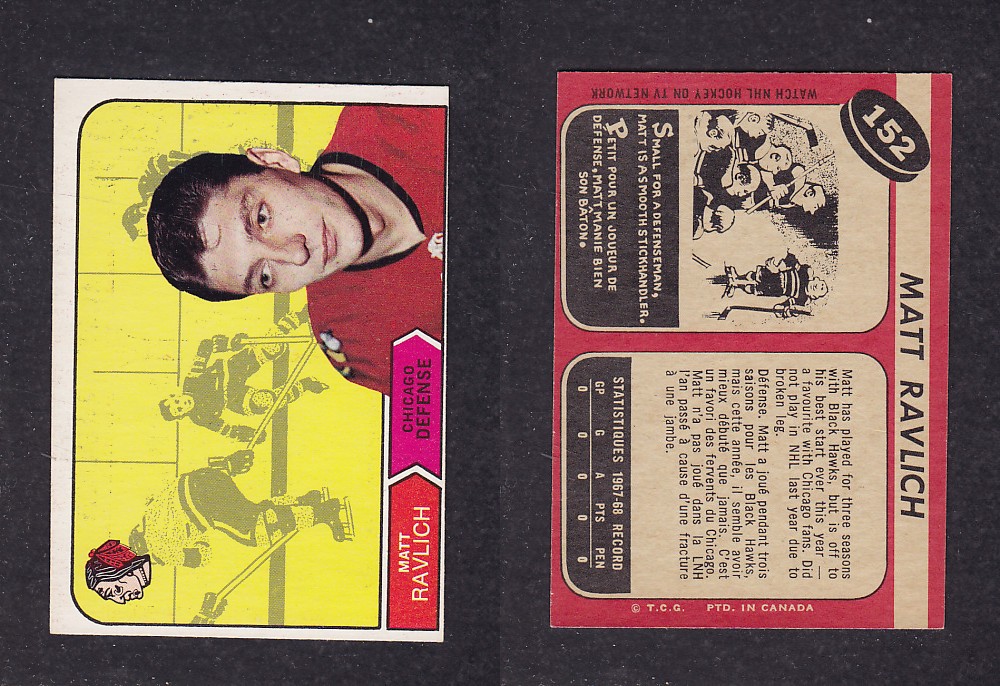 CHICAGO
DEFENSE
MATT
RAVLICH
WATCH NHL HOCKEY ON TV NETWORK
152
MATT RAVLICH
SMALL FOR A DEFENSEMAN,
MATT IS A SMOOTH STICKHANDLER.
PETIT POUR UN JOUEUR DE
DEFENSE, MATT MANIE BIEN
SON BÂTON.
Matt has played for three seasons
with Black Hawks, but is off to
his best start ever this year —
a favourite with Chicago fans. Did
not play in NHL last year due to
broken leg.
Défense. Matt a joué pendant trois
saisons pour les Black Hawks,
mais cette année, il semble avoir
mieux débuté que jamais. C'est
un favori des fervents du Chicago.
Matt n'a pas joué dans la LNH
l'an passé à cause d'une fracture
à une jambe.
STATISTIQUES 1967-68 RECORD
GP G A PTS PEN
0 0 0 0 0
© T.C.G. PTD. IN CANADA